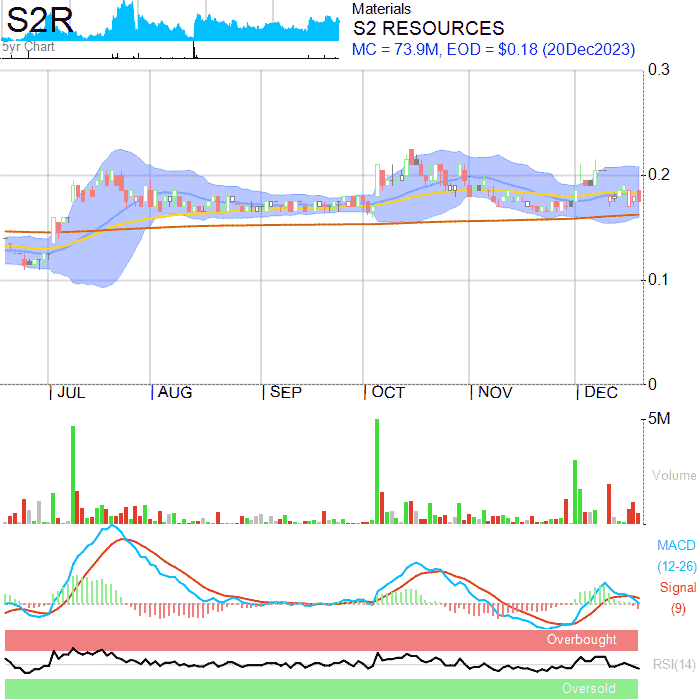 S2R
5yr Chart
Materials
S2 RESOURCES
MC = 73.9M, EOD = $0.18 (20Dec2023)
0.3
0.2
0.1
0
JUL AUG SEP OCT NOV DEC
5M
Volume
MACD
(12-26)
Signal
(9)
Overbought
RSI(14)
Oversold